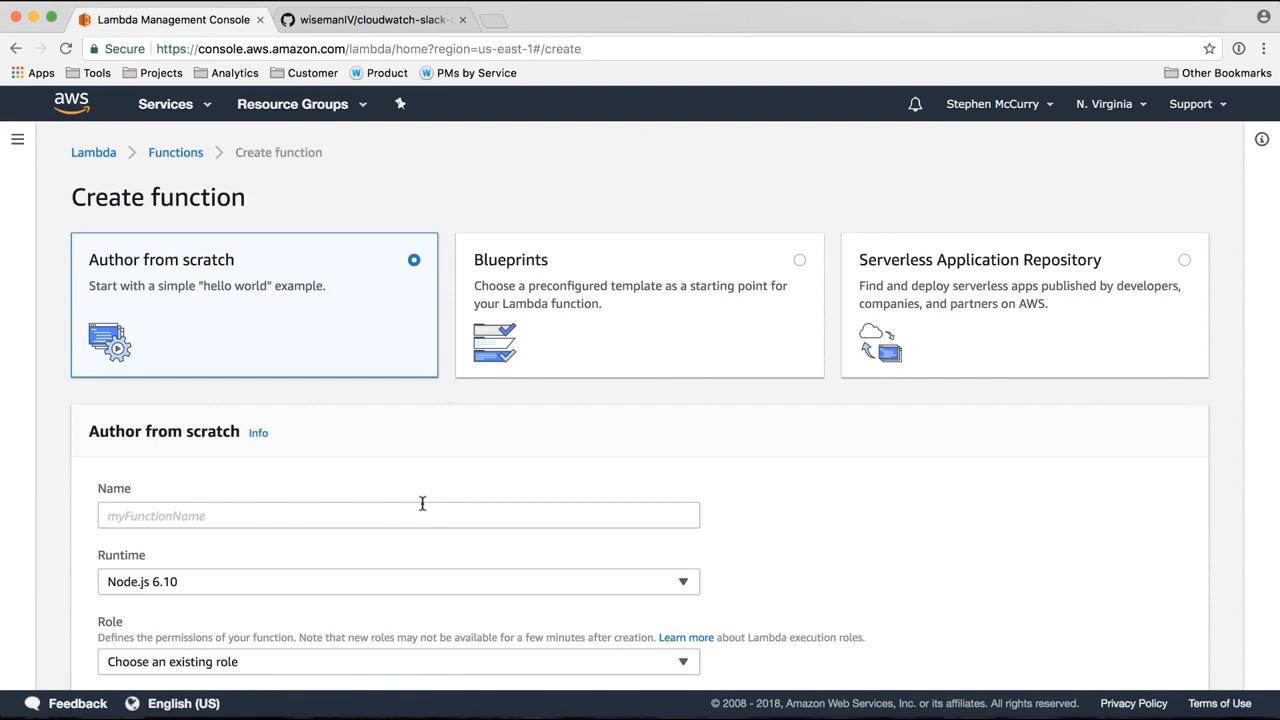 Lambda Management Console
wisemanIV/cloudwatch-slack-
Secure
https://console.aws.amazon.com/lambda/home?region=us-east-1#/create
Apps Tools Projects Analytics Customer Product PMs by Service Other Bookmarks
aws Services Resource Groups Stephen McCurry N. Virginia Support
Lambda Functions Create function
Create function
Author from scratch
Start with a simple "hello world" example.
Blueprints
Choose a preconfigured template as a starting point for
your Lambda function.
Serverless Application Repository
Find and deploy serverless apps published by developers,
companies, and partners on AWS.
Author from scratch Info
Name
myFunctionName
Runtime
Node.js 6.10
Role
Defines the permissions of your function. Note that new roles may not be available for a few minutes after creation. Learn more about Lambda execution roles.
Choose an existing role
Feedback English (US) © 2008 - 2018, Amazon Web Services, Inc. or its affiliates. All rights reserved. Privacy Policy Terms of Use